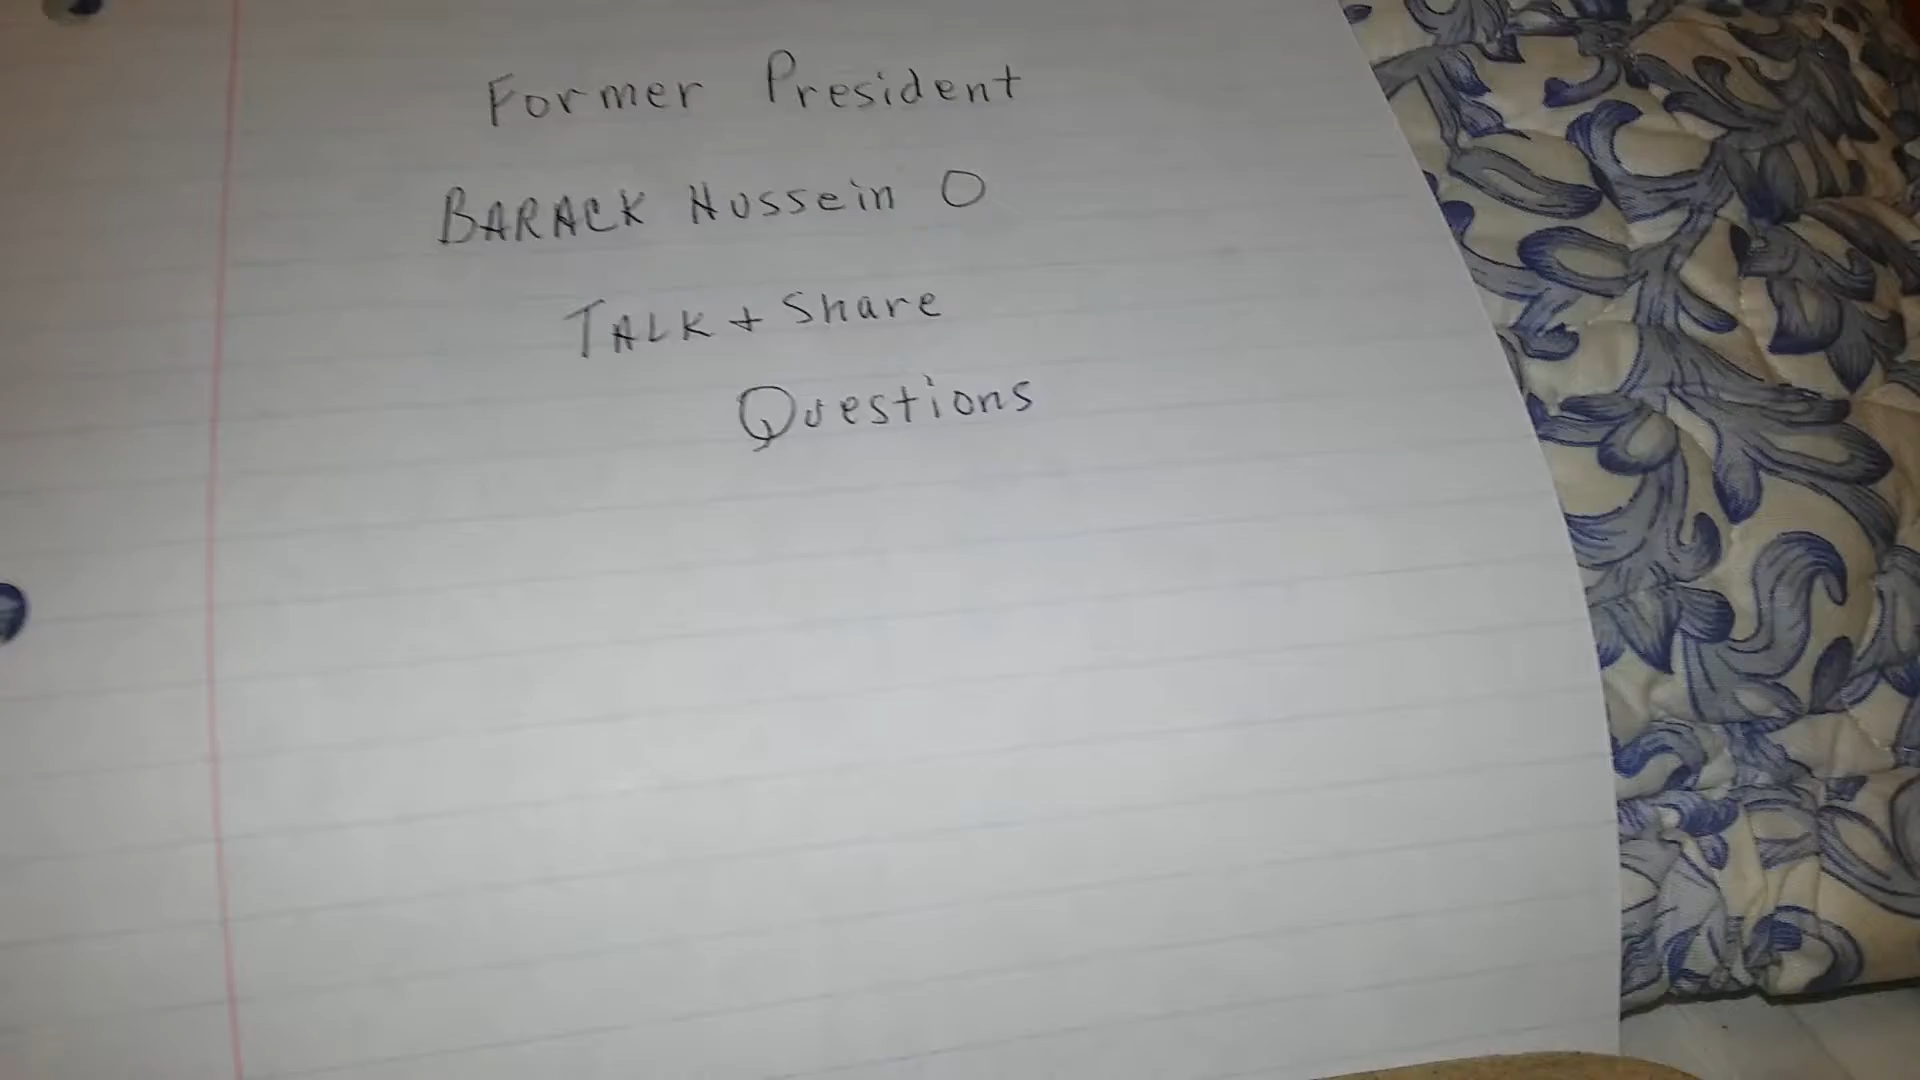 Former President
BARACK Hussein O
TALK + Share
Questions